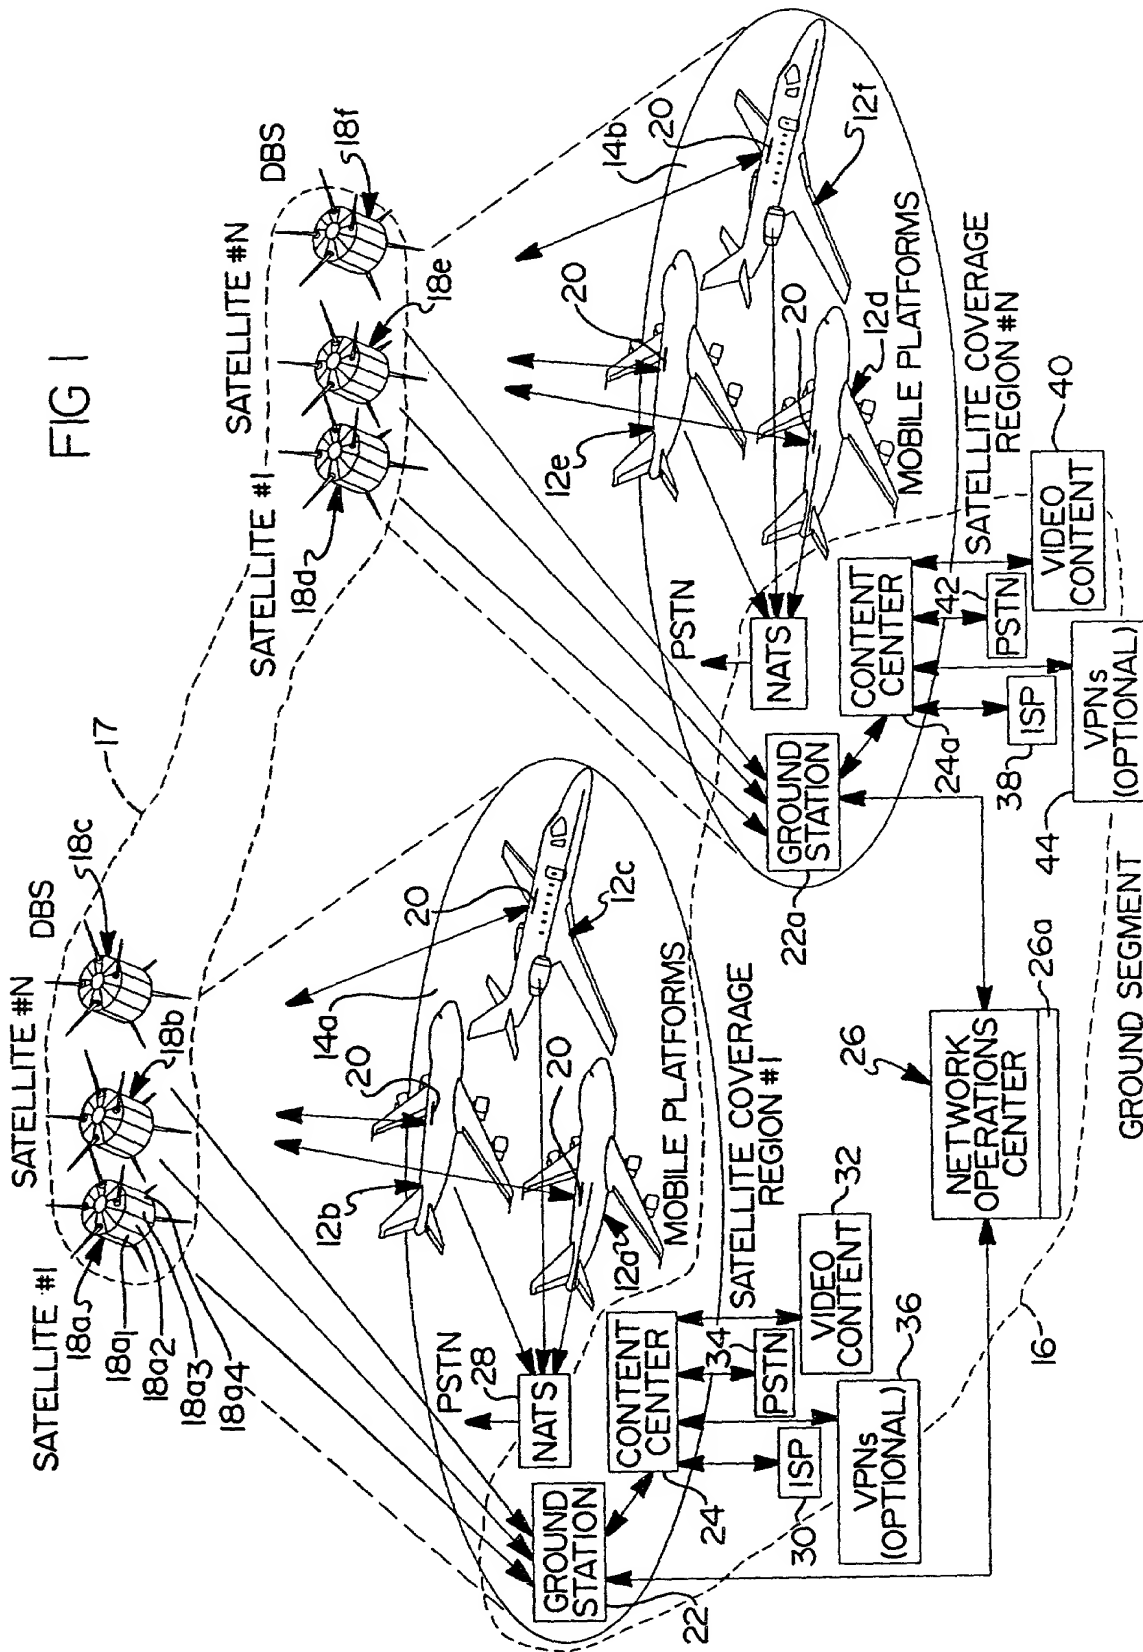 FIG 1
SATELLITE #1
SATELLITE #N
DBS
17
18a
18a1
18a2
18a3
18a4
18b
18c
SATELLITE #1
SATELLITE #N
DBS
18d
18e
18f
14a
20
20
20
12b
12c
12a
MOBILE PLATFORMS
SATELLITE COVERAGE
REGION #1
14b
20
20
20
12e
12f
12d
MOBILE PLATFORMS
SATELLITE COVERAGE
REGION #N
PSTN
28
NATS
GROUND
STATION
22
CONTENT
CENTER
24
34
PSTN
VIDEO
CONTENT
32
ISP
30
VPNs
(OPTIONAL)
36
PSTN
NATS
GROUND
STATION
22a
CONTENT
CENTER
24a
42
PSTN
VIDEO
CONTENT
40
ISP
38
VPNs
(OPTIONAL)
44
26
NETWORK
OPERATIONS
CENTER
26a
16
GROUND SEGMENT